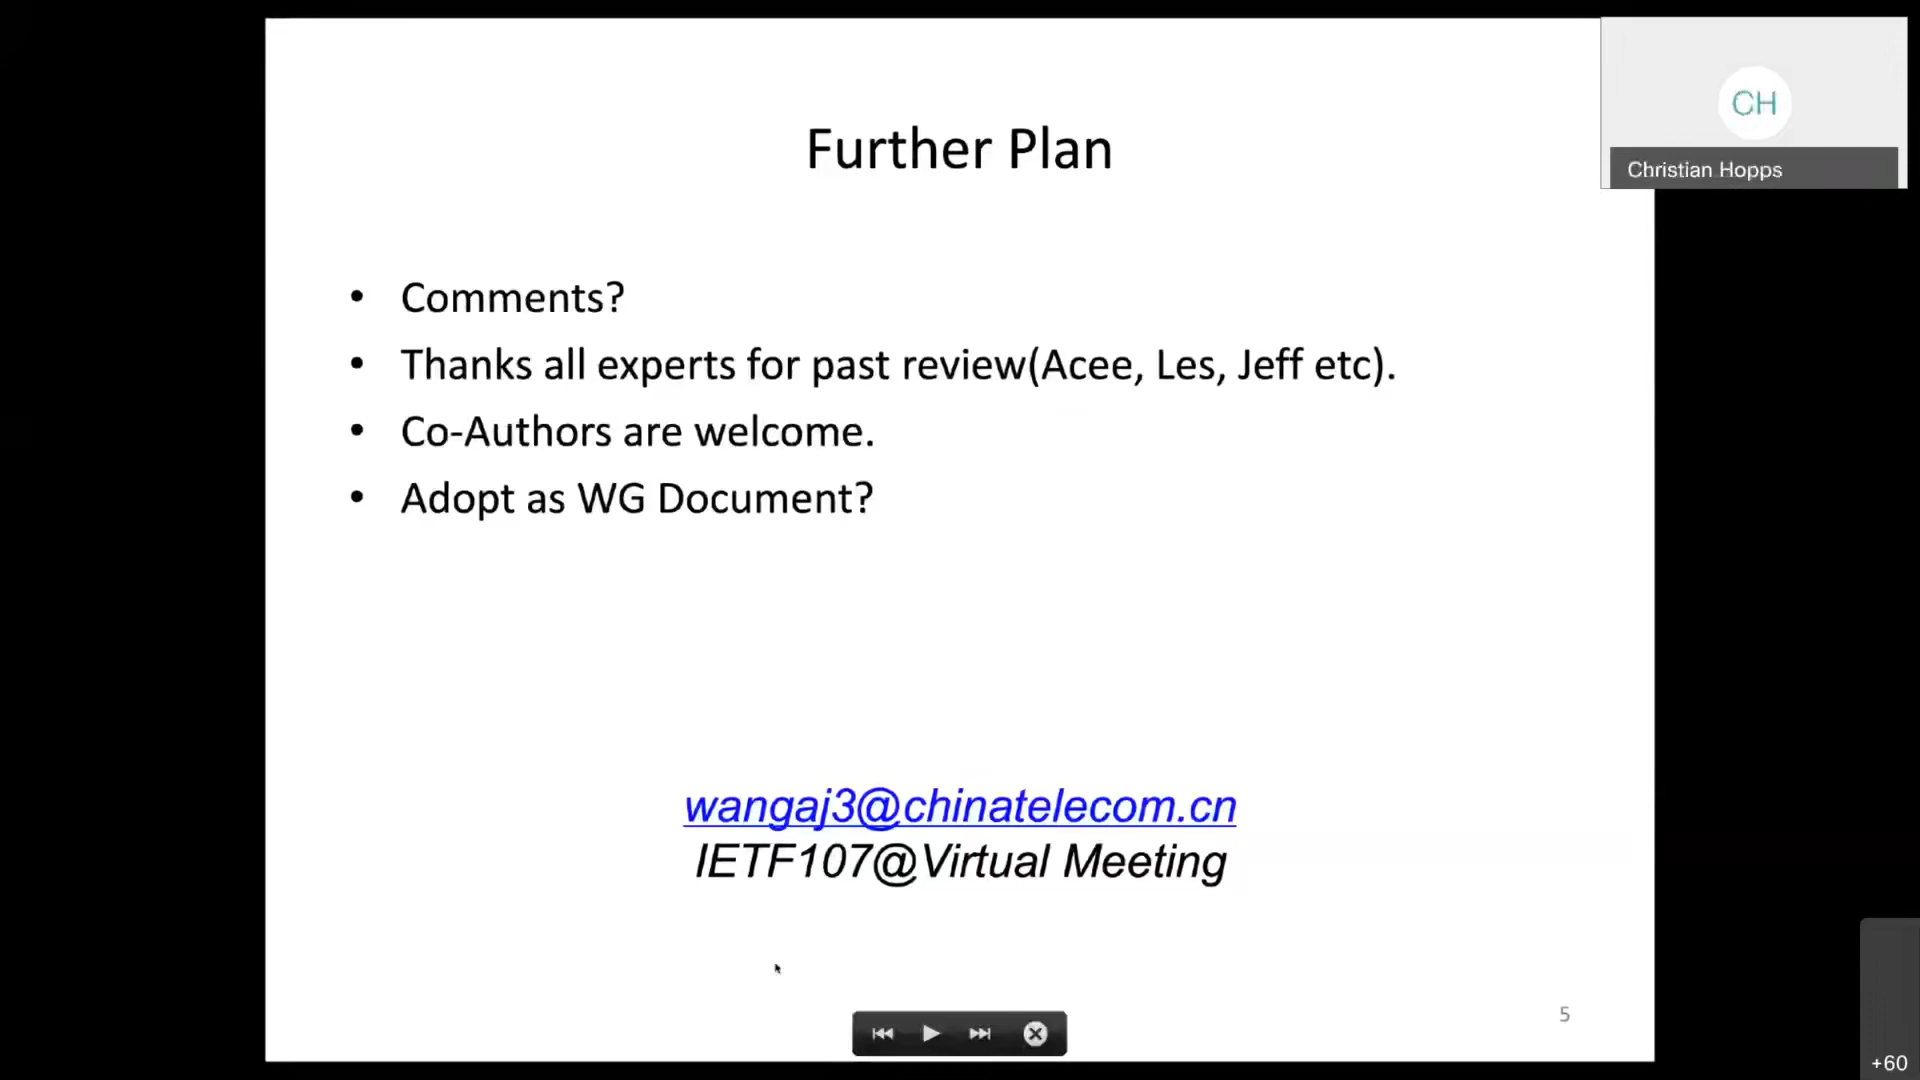 Further Plan
CH
Christian Hopps
• Comments?
• Thanks all experts for past review(Acee, Les, Jeff etc).
• Co-Authors are welcome.
• Adopt as WG Document?
wangaj3@chinatelecom.cn
IETF107@Virtual Meeting
5
+60